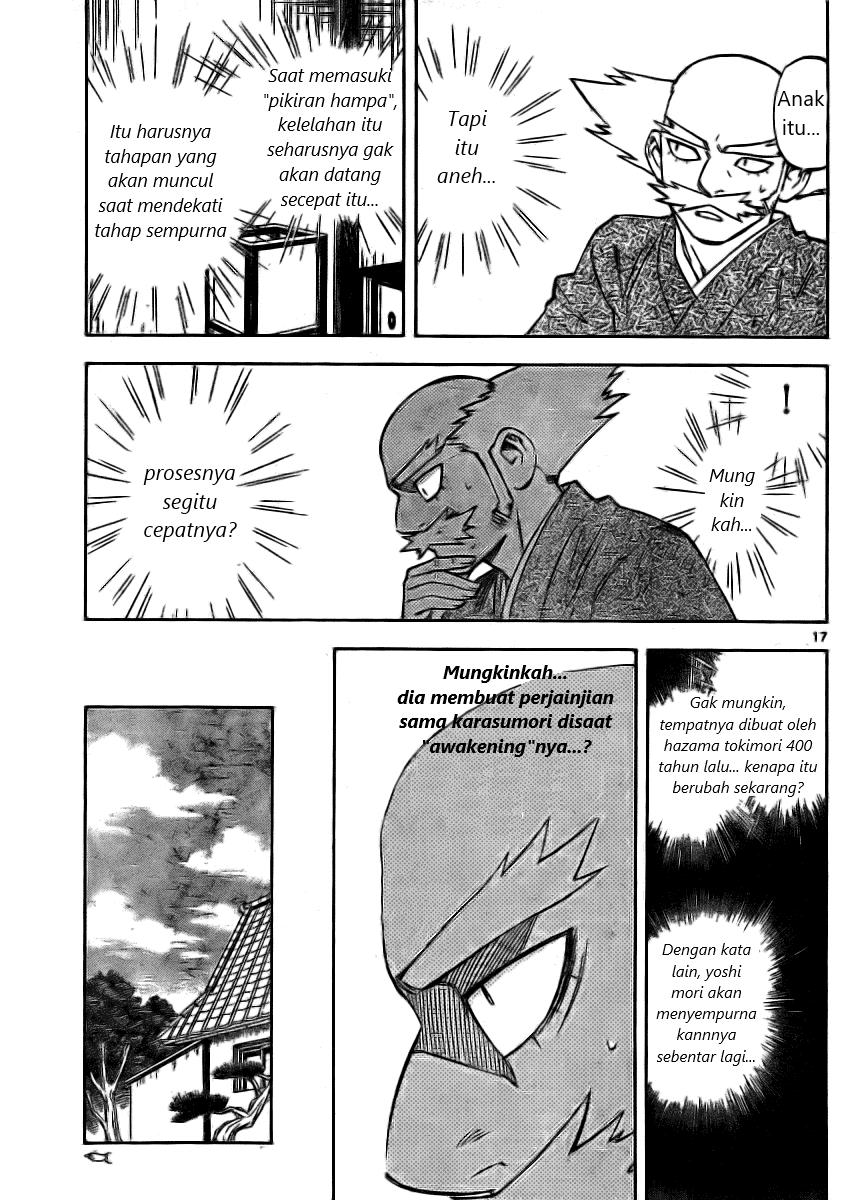 Anak
itu...
Tapi
itu
aneh...
Saat memasuki
"pikiran hampa",
kelelahan itu
seharusnya gak
akan datang
secepat itu...
Itu harusnya
tahapan yang
akan muncul
saat mendekati
tahap sempurna
!
Mung
kin
kah...
prosesnya
segitu
cepatnya?
17
Gak mungkin,
tempatnya dibuat oleh
hazama tokimori 400
tahun lalu... kenapa itu
berubah sekarang?
Dengan kata
lain, yoshi
mori akan
menyempurna
kannnya
sebentar lagi...
Mungkinkah...
dia membuat perjainjian
sama karasumori disaat
"awakening"nya...?